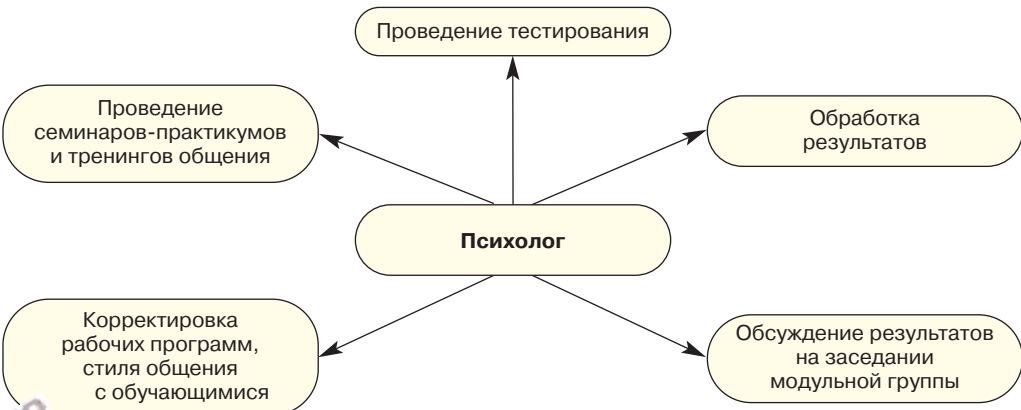 Проведение тестирования
Проведение
семинаров-практикумов
и тренингов общения
Обработка
результатов
Психолог
Корректировка
рабочих программ,
стиля общения
с обучающимися
Обсуждение результатов
на заседании
модульной группы